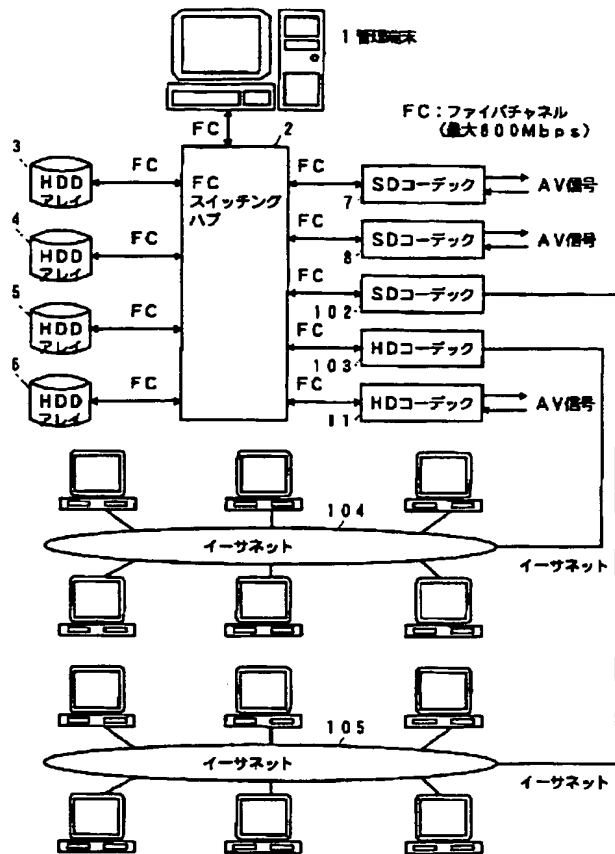 1 管理端末
FC
2
FC:ファイバチャネル
(最大800Mbps)
3
HDD
アレイ
FC
FC
スイッチング
ハブ
FC
SDコーデック
7
AV信号
4
HDD
アレイ
FC
FC
SDコーデック
8
AV信号
5
HDD
アレイ
FC
FC
SDコーデック
102
FC
HDコーデック
103
6
HDD
アレイ
FC
FC
HDコーデック
11
AV信号
104
イーサネット
イーサネット
105
イーサネット
イーサネット